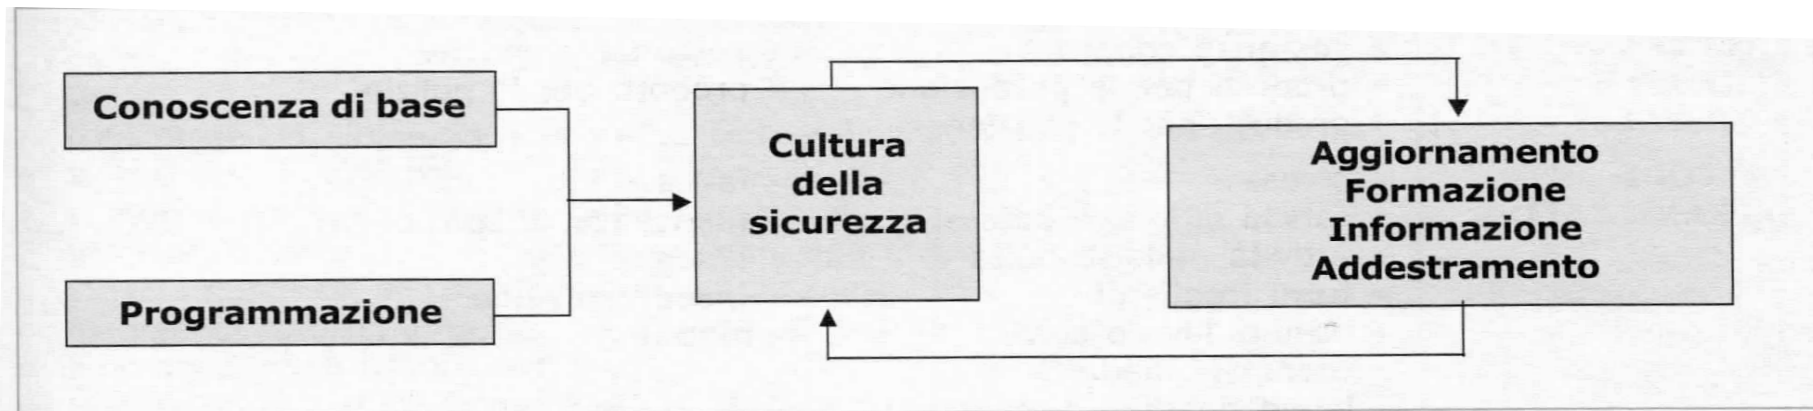 Conoscenza di base
Programmazione
Cultura
della
sicurezza
Aggiornamento
Formazione
Informazione
Addestramento